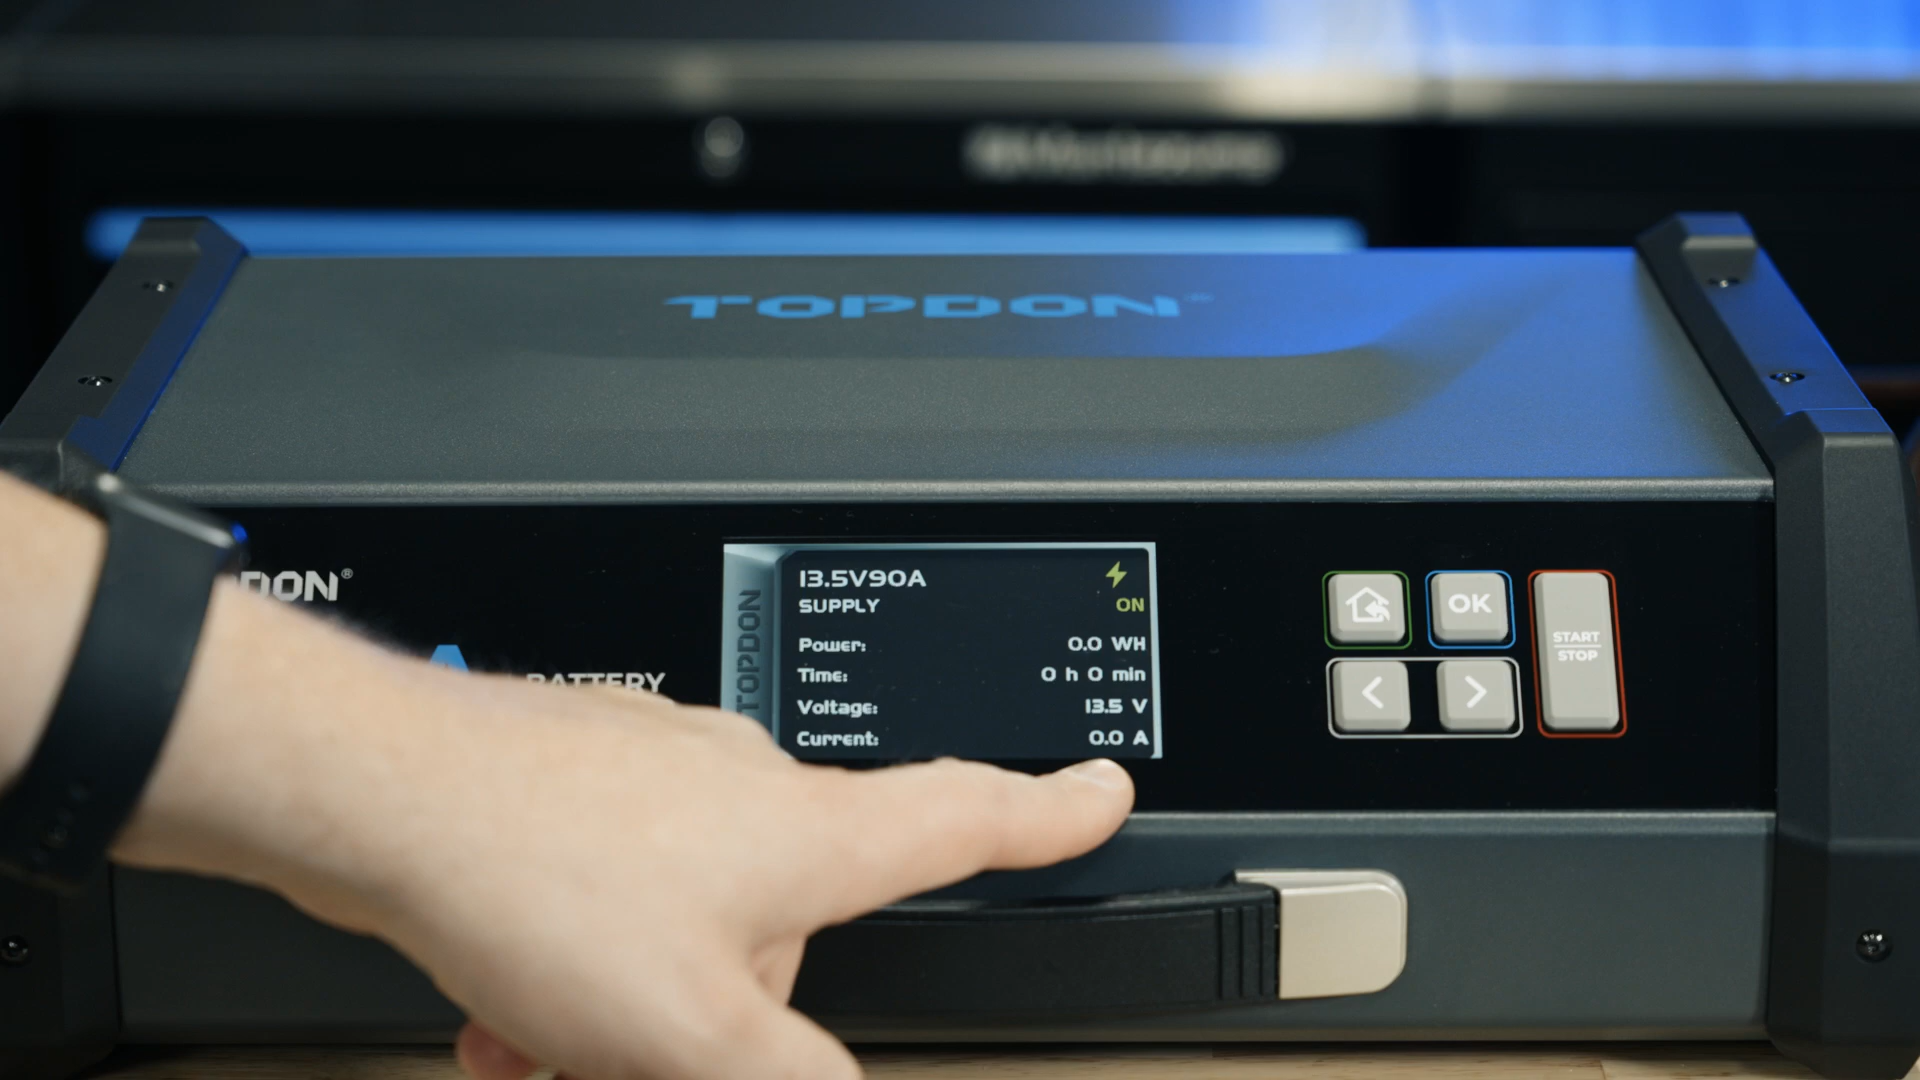 TOPDON®
DON®
BATTERY
TOPDON
13.5V90A
SUPPLY
ON
Power: 0.0 WH
Time: 0 h 0 min
Voltage: 13.5 V
Current: 0.0 A
OK
START
STOP
< >